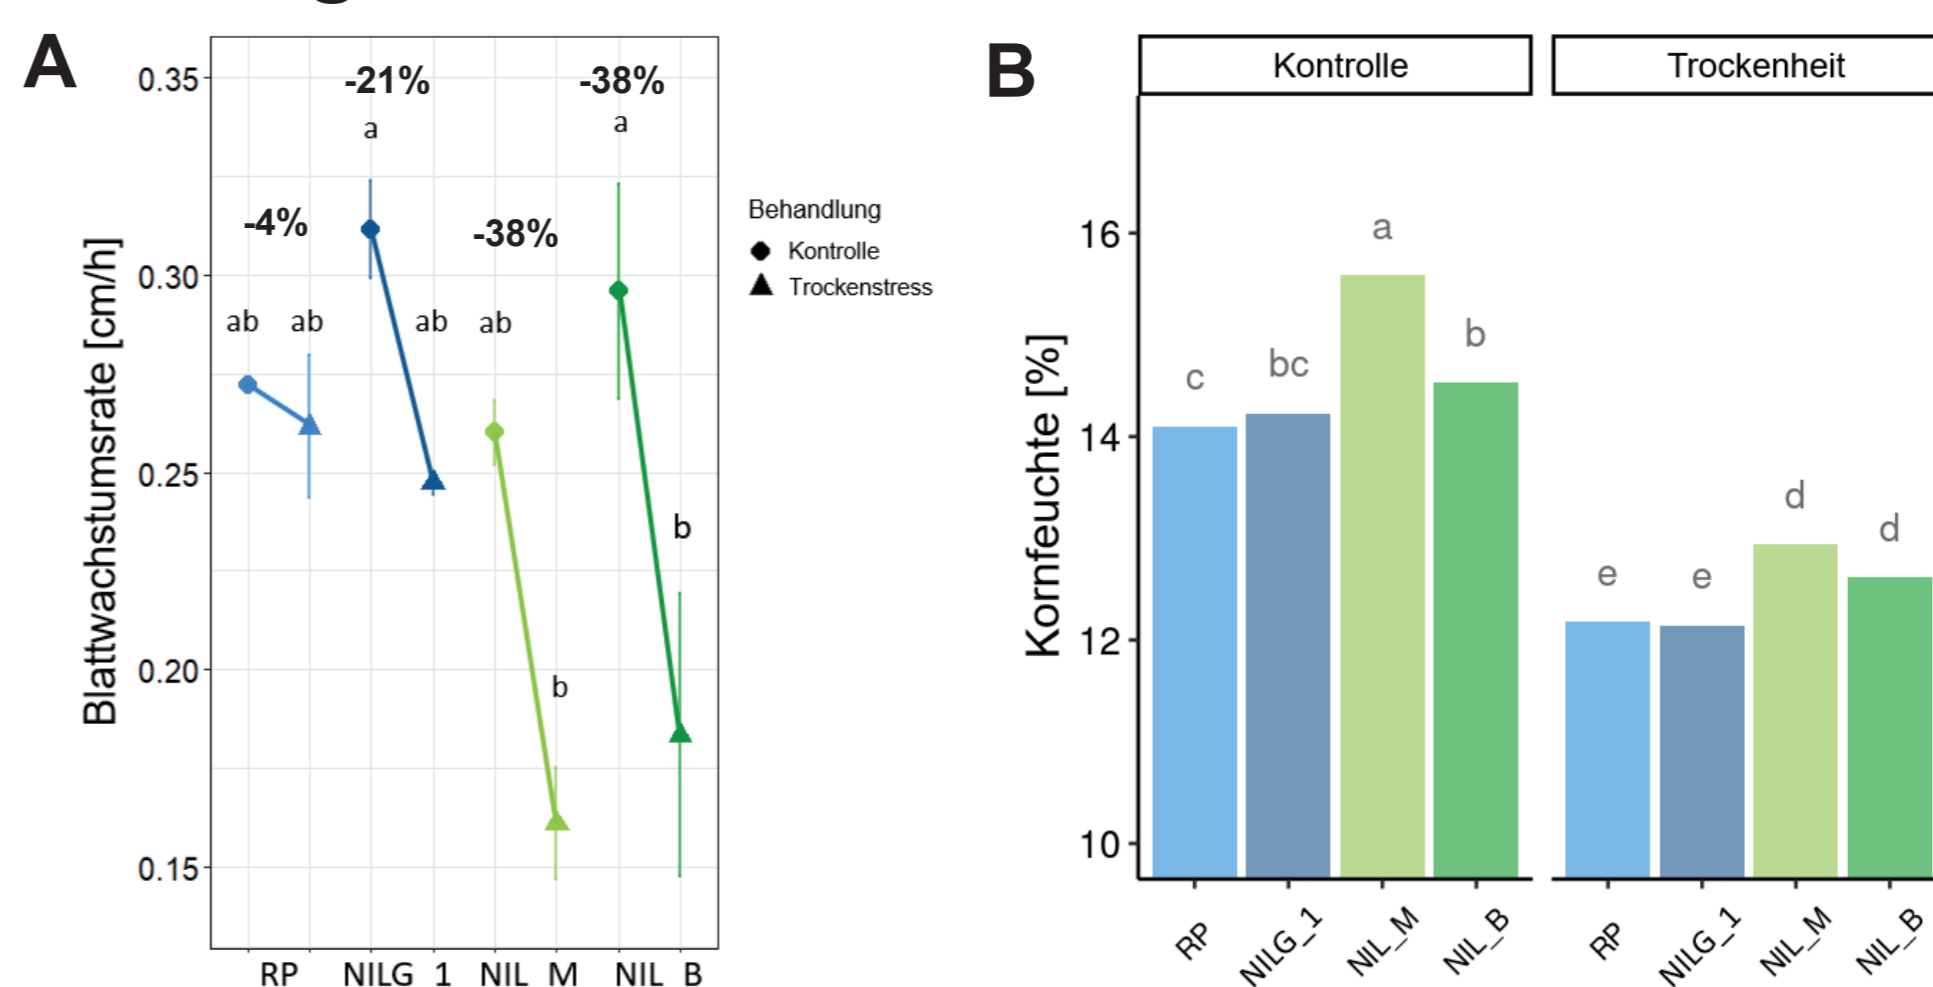 A
Blattwachstumsrate [cm/h]
0.35
0.30
0.25
0.20
0.15
-4%
-21%
-38%
-38%
ab
ab
a
ab
ab
b
a
b
RP
NILG 1
NIL M
NIL B
Behandlung
Kontrolle
Trockenstress
B
Kornfeuchte [%]
16
14
12
10
Kontrolle
c
bc
a
b
RP
NILG_1
NIL_M
NIL_B
Trockenheit
e
e
d
d
RP
NILG_1
NIL_M
NIL_B